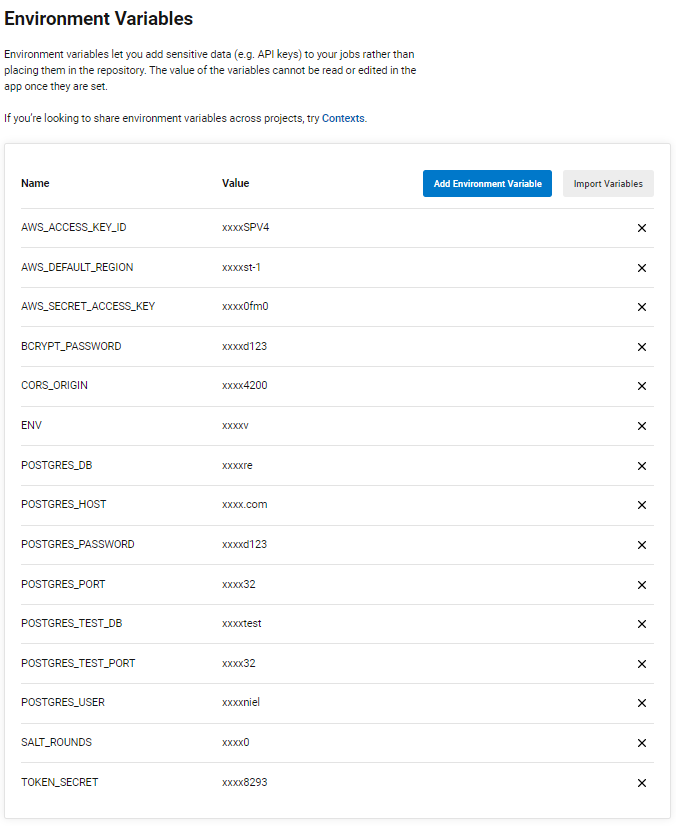 Environment Variables
Environment variables let you add sensitive data (e.g. API keys) to your jobs rather than
placing them in the repository. The value of the variables cannot be read or edited in the
app once they are set.
If you're looking to share environment variables across projects, try Contexts.
Name Value Add Environment Variable Import Variables
AWS_ACCESS_KEY_ID xxxxSPV4
AWS_DEFAULT_REGION xxxxst-1
AWS_SECRET_ACCESS_KEY xxxx0fm0
BCRYPT_PASSWORD xxxxd123
CORS_ORIGIN xxxx4200
ENV xxxxv
POSTGRES_DB xxxxre
POSTGRES_HOST xxxx.com
POSTGRES_PASSWORD xxxxd123
POSTGRES_PORT xxxx32
POSTGRES_TEST_DB xxxxtest
POSTGRES_TEST_PORT xxxx32
POSTGRES_USER xxxxniel
SALT_ROUNDS xxxx0
TOKEN_SECRET xxxx8293